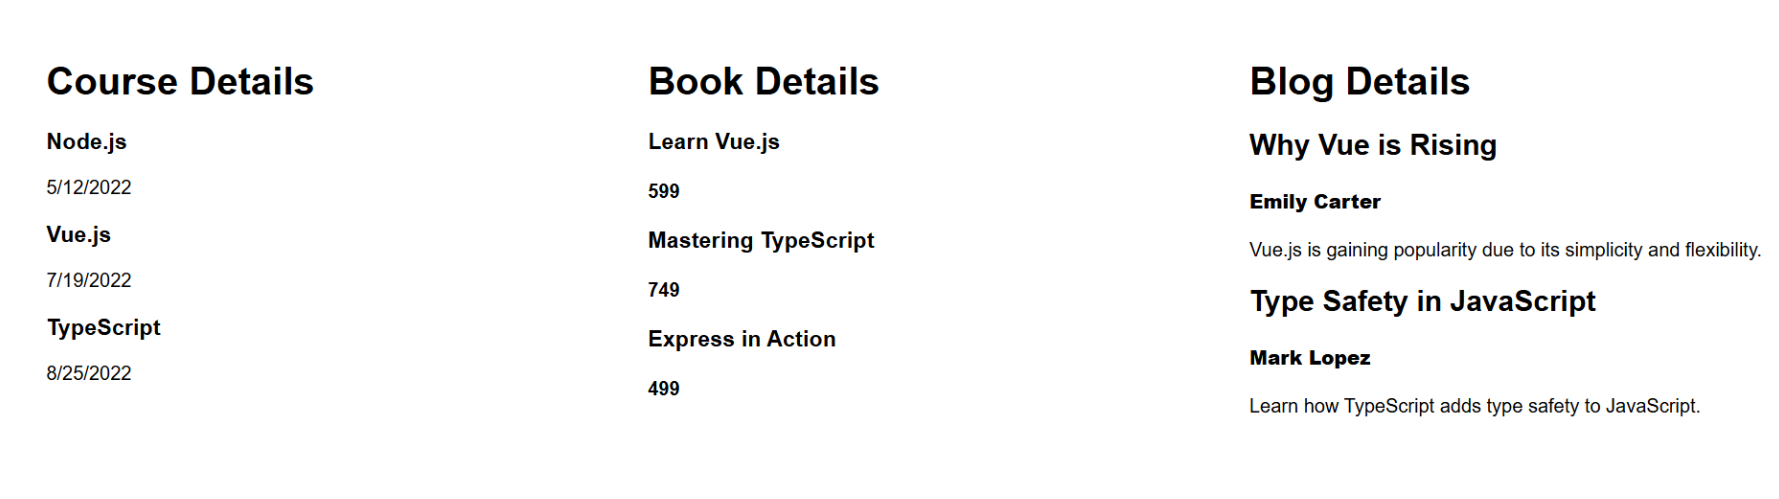 Course Details
Node.js
5/12/2022
Vue.js
7/19/2022
TypeScript
8/25/2022
Book Details
Learn Vue.js
599
Mastering TypeScript
749
Express in Action
499
Blog Details
Why Vue is Rising
Emily Carter
Vue.js is gaining popularity due to its simplicity and flexibility.
Type Safety in JavaScript
Mark Lopez
Learn how TypeScript adds type safety to JavaScript.